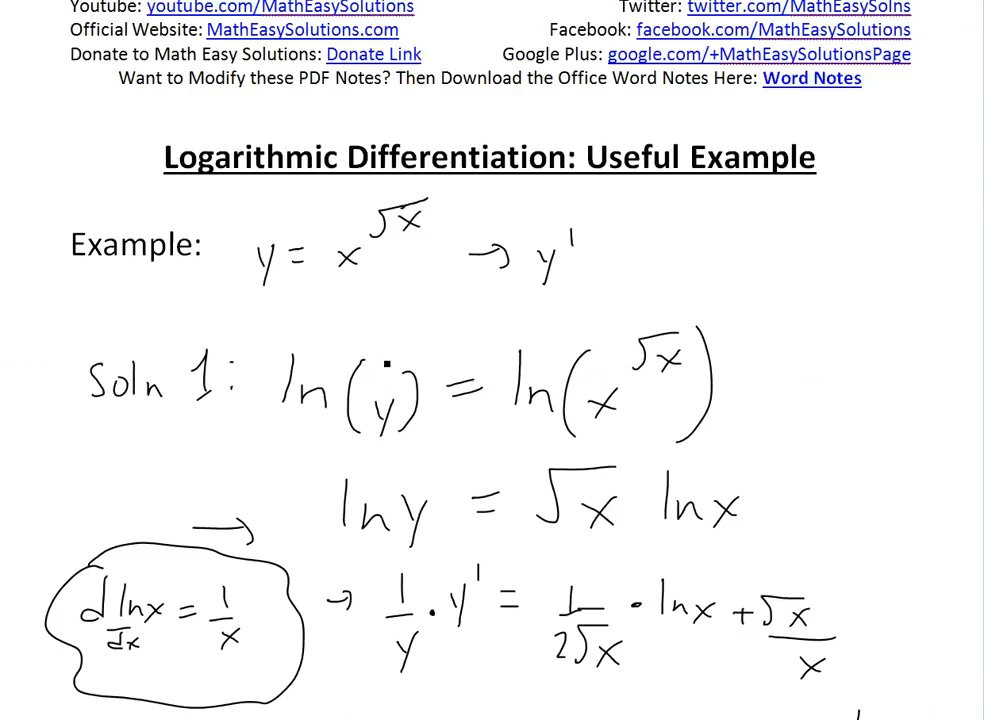 Youtube: youtube.com/MathEasySolutions Twitter: twitter.com/MathEasySolns
Official Website: MathEasySolutions.com Facebook: facebook.com/MathEasySolutions
Donate to Math Easy Solutions: Donate Link Google Plus: google.com/+MathEasySolutionsPage
Want to Modify these PDF Notes? Then Download the Office Word Notes Here: Word Notes
Logarithmic Differentiation: Useful Example
Example: y = x^√x → y'
Soln 1: ln(y) = ln(x^√x)
ln y = √x ln x
→
d/dx ln x = 1/x → 1/y · y' = 1/(2√x) · ln x + √x/x